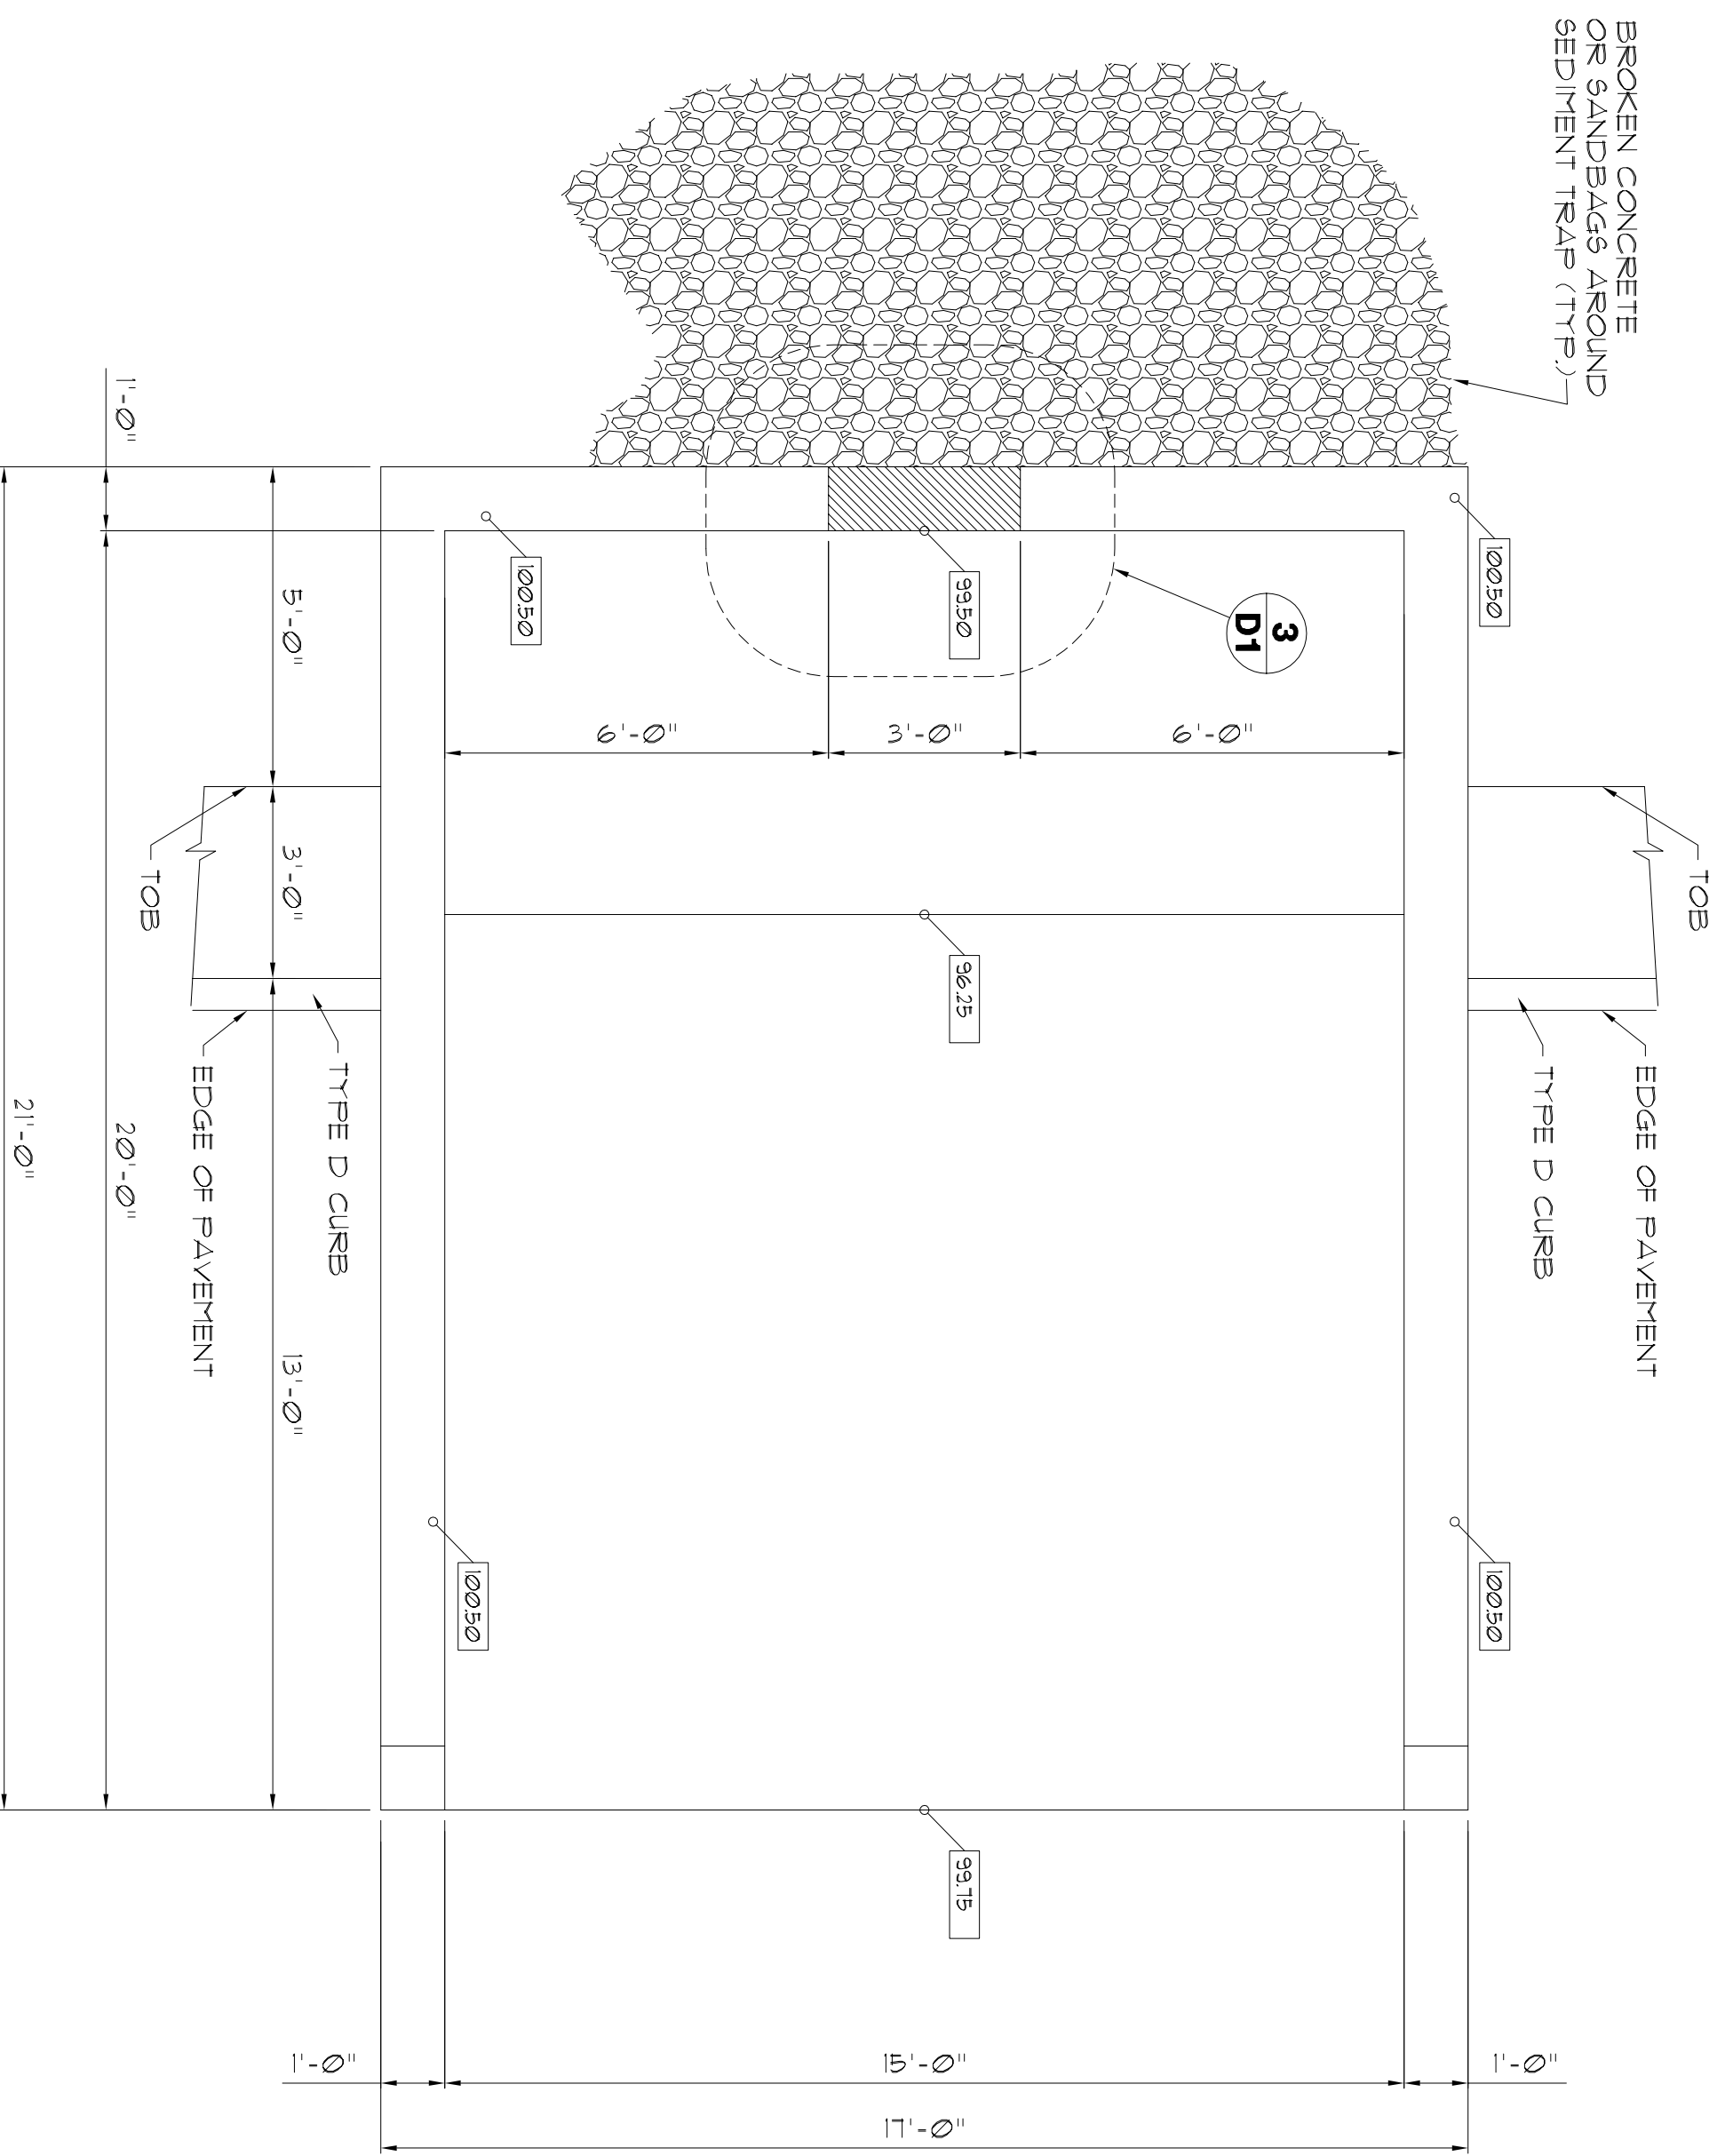 BROKEN CONCRETE
OR SANDBAGS AROUND
SEDIMENT TRAP (TYP.)
TOB
EDGE OF PAVEMENT
TYPE D CURB
100.50
100.50
3
D1
99.50
96.25
99.75
100.50
100.50
6'-0"
3'-0"
6'-0"
1'-0"
15'-0"
1'-0"
17'-0"
TYPE D CURB
EDGE OF PAVEMENT
TOB
5'-0"
3'-0"
13'-0"
1'-0"
20'-0"
21'-0"